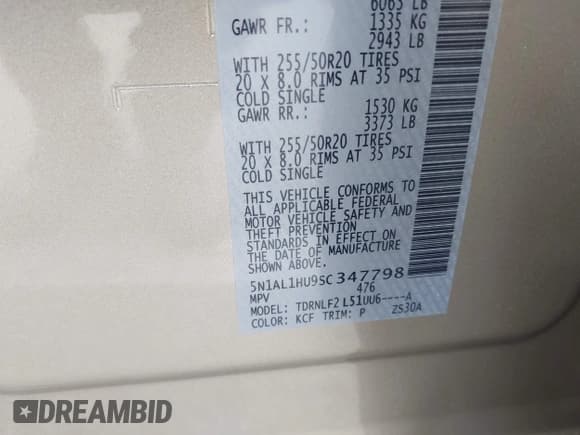 6063 LB
GAWR FR.: 1335 KG
2943 LB
WITH 255/50R20 TIRES
20 X 8.0 RIMS AT 35 PSI
COLD SINGLE
GAWR RR.: 1530 KG
3373 LB
WITH 255/50R20 TIRES
20 X 8.0 RIMS AT 35 PSI
COLD SINGLE
THIS VEHICLE CONFORMS TO
ALL APPLICABLE FEDERAL
MOTOR VEHICLE SAFETY AND
THEFT PREVENTION
STANDARDS IN EFFECT ON
THE DATE OF MANUFACTURE
SHOWN ABOVE.
5N1AL1HU9SC347798
MPV 476
MODEL: TDRNLF2 L51UU6----A
COLOR: KCF TRIM: P ZS30A
DREAMBID